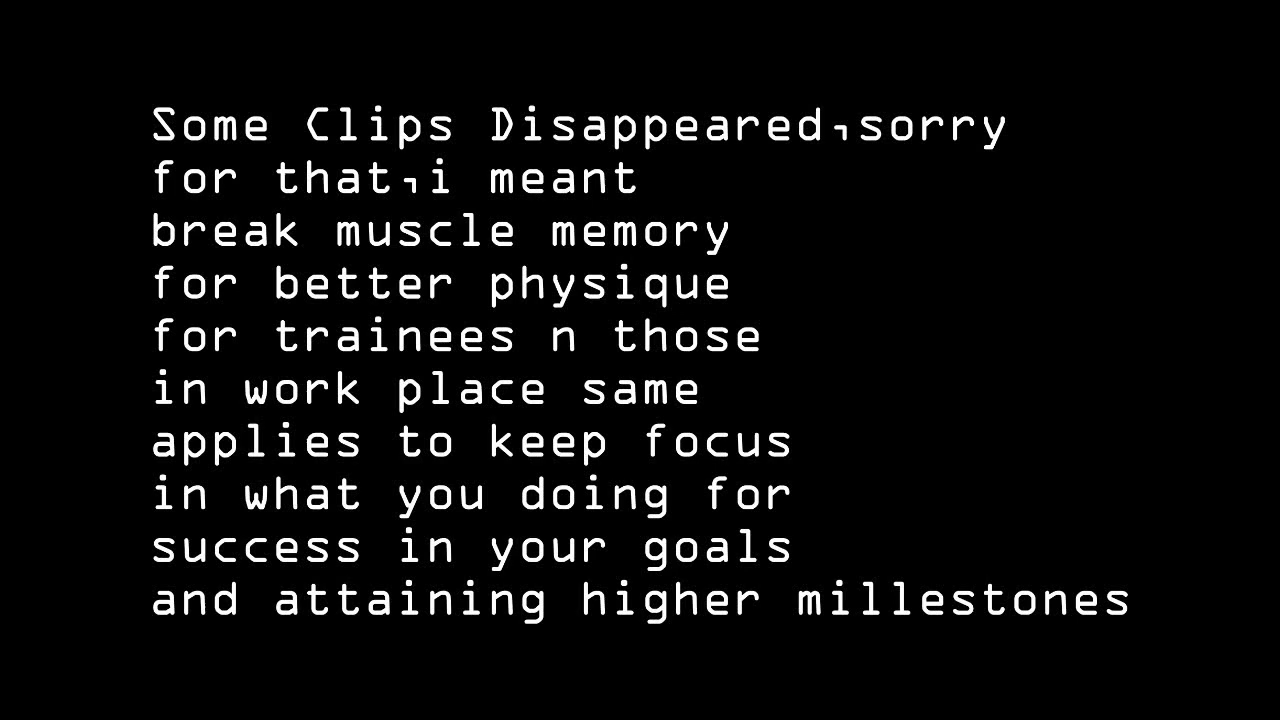 Some Clips Disappeared,sorry
for that,i meant
break muscle memory
for better physique
for trainees n those
in work place same
applies to keep focus
in what you doing for
success in your goals
and attaining higher millestones